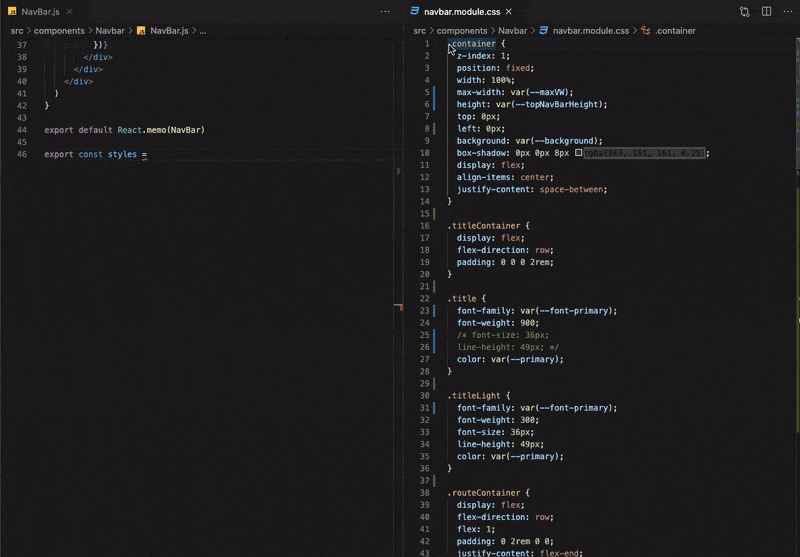 NavBar.js ×
···
src > components > Navbar > NavBar.js > ...
37 })}
38 </div>
39 </div>
40 </div>
41 )
42 }
43
44 export default React.memo(NavBar)
45
46 export const styles =
navbar.module.css ×
···
src > components > Navbar > navbar.module.css > .container
1 .container {
2 z-index: 1;
3 position: fixed;
4 width: 100%;
5 max-width: var(--maxVW);
6 height: var(--topNavBarHeight);
7 top: 0px;
8 left: 0px;
9 background: var(--background);
10 box-shadow: 0px 0px 8px ;
11 display: flex;
12 align-items: center;
13 justify-content: space-between;
14 }
15
16 .titleContainer {
17 display: flex;
18 flex-direction: row;
19 padding: 0 0 0 2rem;
20 }
21
22 .title {
23 font-family: var(--font-primary);
24 font-weight: 900;
25 /* font-size: 36px;
26 line-height: 49px; */
27 color: var(--primary);
28 }
29
30 .titleLight {
31 font-family: var(--font-primary);
32 font-weight: 300;
33 font-size: 36px;
34 line-height: 49px;
35 color: var(--primary);
36 }
37
38 .routeContainer {
39 display: flex;
40 flex-direction: row;
41 flex: 1;
42 padding: 0 2rem 0 0;
43 justify-content: flex-end;